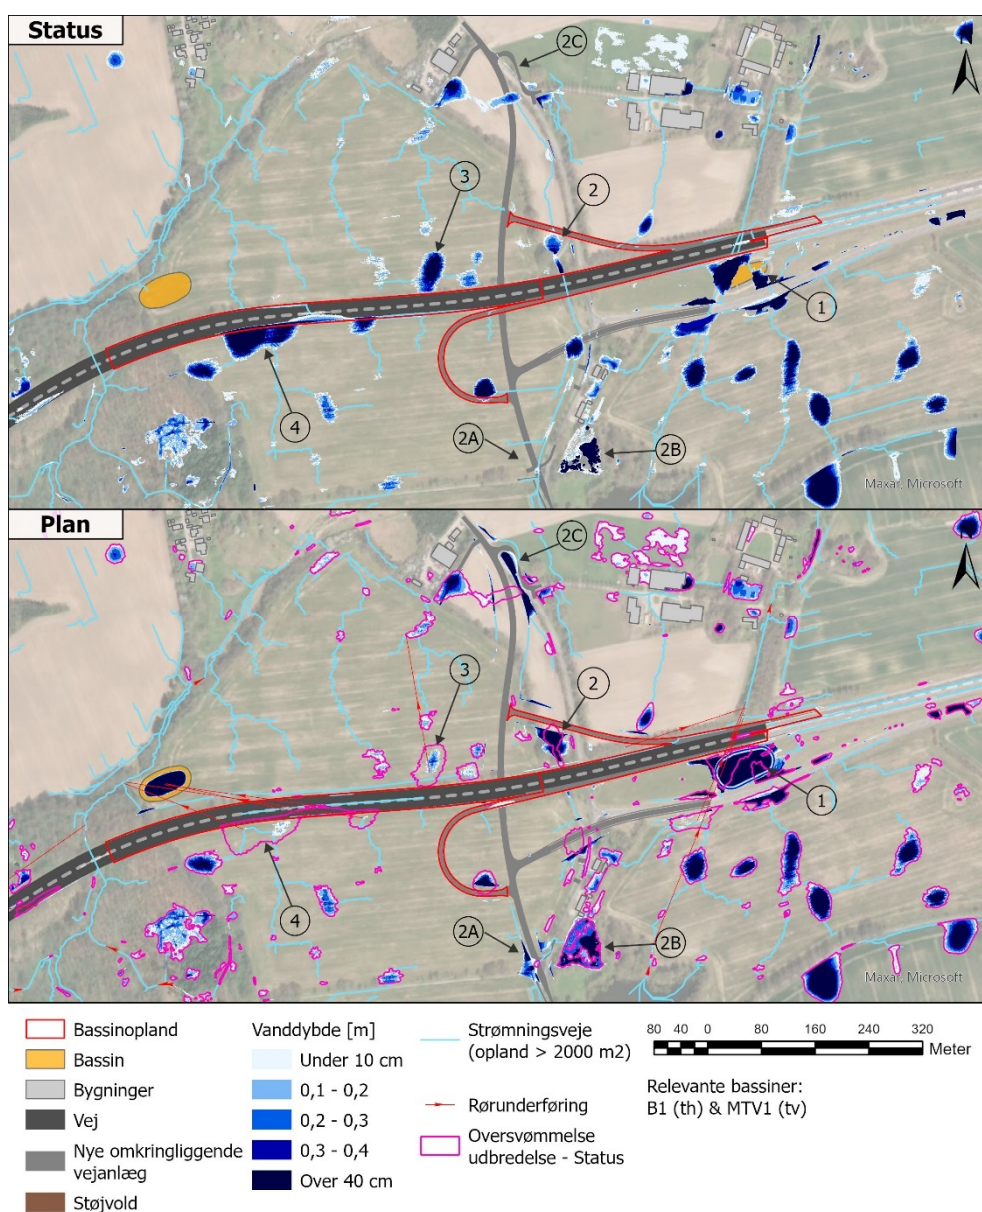 Status
2C
N
3
2
1
4
2A
2B
Maxar, Microsoft
Plan
2C
N
3
2
1
4
2A
2B
Maxar, Microsoft
Bassinopland
Bassin
Bygninger
Vej
Nye omkringliggende
vejanlæg
Støjvold
Vanddybde [m]
Under 10 cm
0,1 - 0,2
0,2 - 0,3
0,3 - 0,4
Over 40 cm
Strømningsveje
(opland > 2000 m2)
Rørunderføring
Oversvømmelse
udbredelse - Status
80 40 0 80 160 240 320
Meter
Relevante bassiner:
B1 (th) & MTV1 (tv)